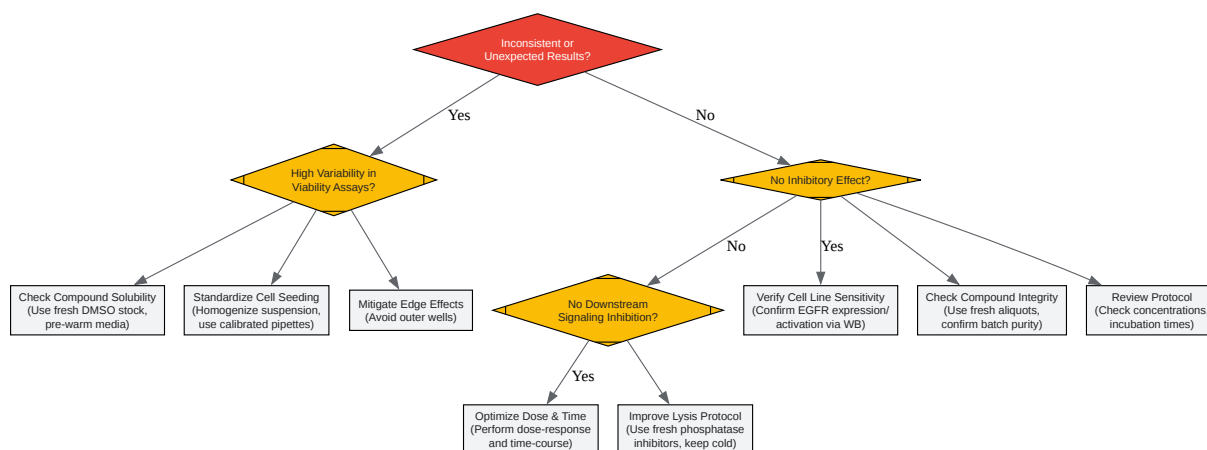 Inconsistent or
Unexpected Results?
Yes
No
High Variability in
Viability Assays?
No Inhibitory Effect?
No
Yes
Check Compound Solubility
(Use fresh DMSO stock,
pre-warm media)
Standardize Cell Seeding
(Homogenize suspension,
use calibrated pipettes)
Mitigate Edge Effects
(Avoid outer wells)
No Downstream
Signaling Inhibition?
Verify Cell Line Sensitivity
(Confirm EGFR expression/
activation via WB)
Check Compound Integrity
(Use fresh aliquots,
confirm batch purity)
Review Protocol
(Check concentrations,
incubation times)
Yes
Optimize Dose & Time
(Perform dose-response
and time-course)
Improve Lysis Protocol
(Use fresh phosphatase
inhibitors, keep cold)